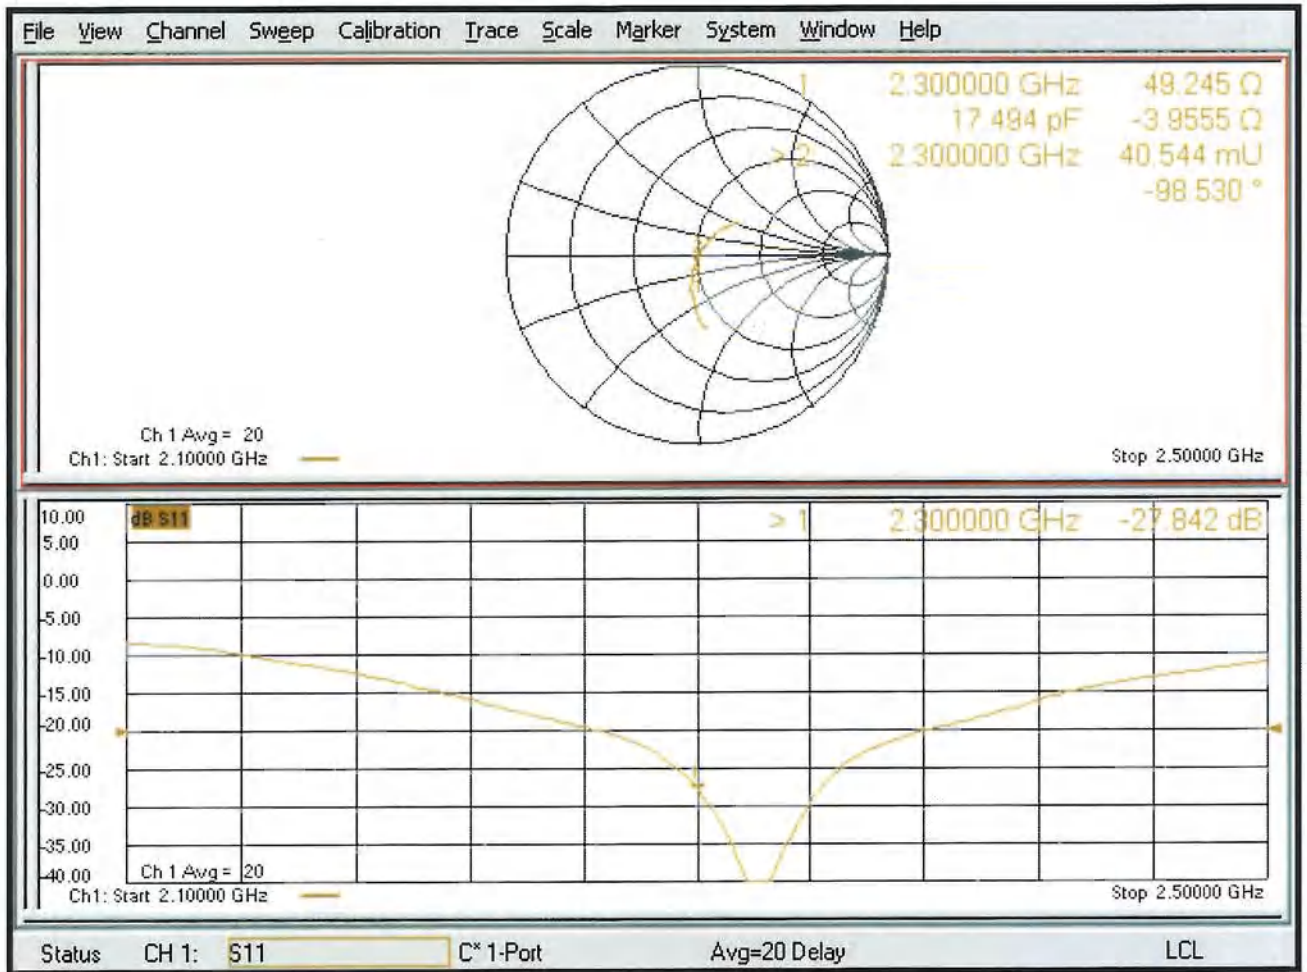 File View Channel Sweep Calibration Trace Scale Marker System Window Help
1 2.300000 GHz 49.245 Ω
17.494 pF -3.9555 Ω
> 2 2.300000 GHz 40.544 mU
-98.530 °
Ch 1 Avg = 20
Ch1: Start 2.10000 GHz
Stop 2.50000 GHz
10.00
dB S11
> 1 2.300000 GHz -27.842 dB
5.00
0.00
-5.00
-10.00
-15.00
-20.00
-25.00
-30.00
-35.00
-40.00
Ch 1 Avg = 20
Ch1: Start 2.10000 GHz
Stop 2.50000 GHz
Status CH 1: S11 C* 1-Port Avg=20 Delay LCL